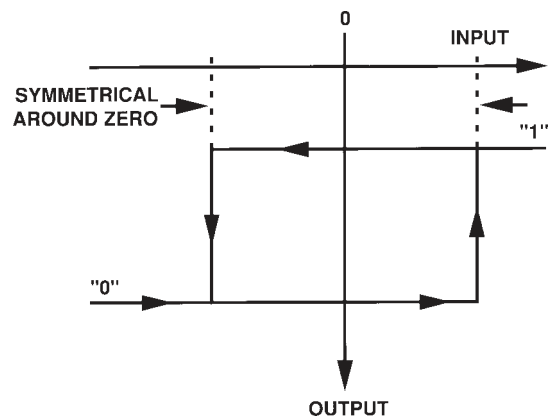 0
INPUT
SYMMETRICAL
AROUND ZERO
"1"
"0"
OUTPUT